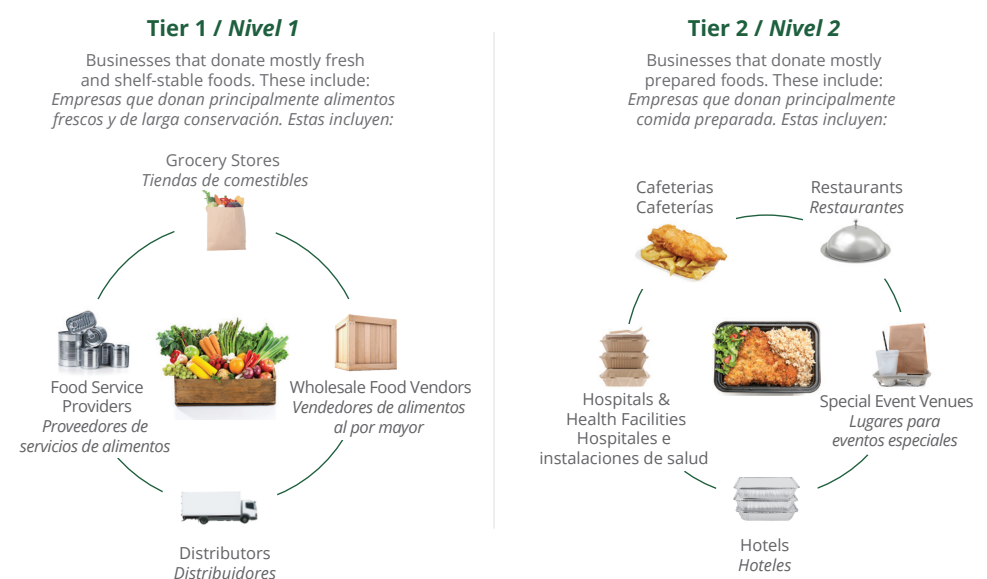 Tier 1 / Nivel 1
Businesses that donate mostly fresh
and shelf-stable foods. These include:
Empresas que donan principalmente alimentos
frescos y de larga conservación. Estas incluyen:
Grocery Stores
Tiendas de comestibles
Food Service
Providers
Proveedores de
servicios de alimentos
Wholesale Food Vendors
Vendedores de alimentos
al por mayor
Distributors
Distribuidores
Tier 2 / Nivel 2
Businesses that donate mostly
prepared foods. These include:
Empresas que donan principalmente
comida preparada. Estas incluyen:
Cafeterias
Cafeterías
Restaurants
Restaurantes
Hospitals &
Health Facilities
Hospitales e
instalaciones de salud
Special Event Venues
Lugares para
eventos especiales
Hotels
Hoteles